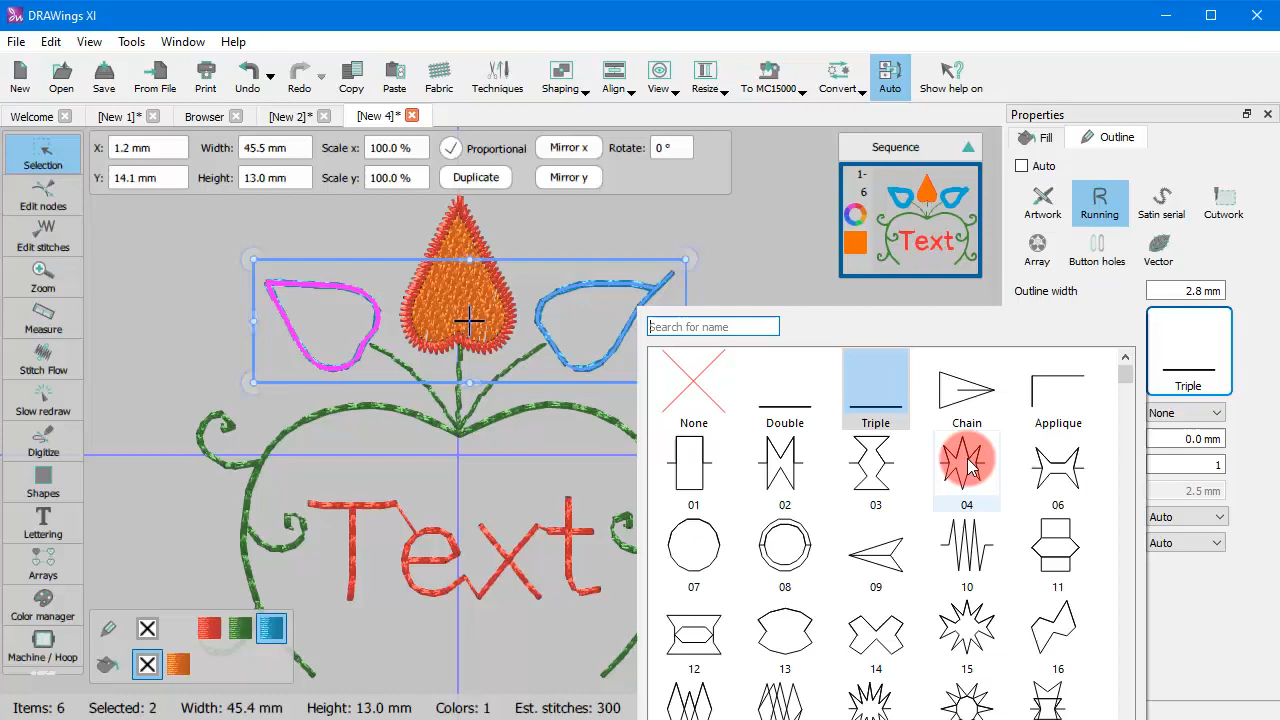 DRAWings XI
File Edit View Tools Window Help
New Open Save From File Print Undo Redo Copy Paste Fabric Techniques Shaping Align View Resize To MC15000 Convert Auto Show help on
Welcome [New 1]* Browser [New 2]* [New 4]*
Properties
X: 1.2 mm Width: 45.5 mm Scale x: 100.0 % Proportional Mirror x Rotate: 0 °
Y: 14.1 mm Height: 13.0 mm Scale y: 100.0 % Duplicate Mirror y
Sequence
1-
6
Text
Fill Outline
Auto
Artwork Running Satin serial Cutwork
Array Button holes Vector
Outline width 2.8 mm
Triple
None
0.0 mm
1
2.5 mm
Auto
Auto
Selection
Edit nodes
Edit stitches
Zoom
Measure
Stitch Flow
Slow redraw
Digitize
Shapes
Lettering
Arrays
Color manager
Machine / Hoop
Text
Search for name
None Double Triple Chain Applique
01 02 03 04 06
07 08 09 10 11
12 13 14 15 16
Items: 6 Selected: 2 Width: 45.4 mm Height: 13.0 mm Colors: 1 Est. stitches: 300